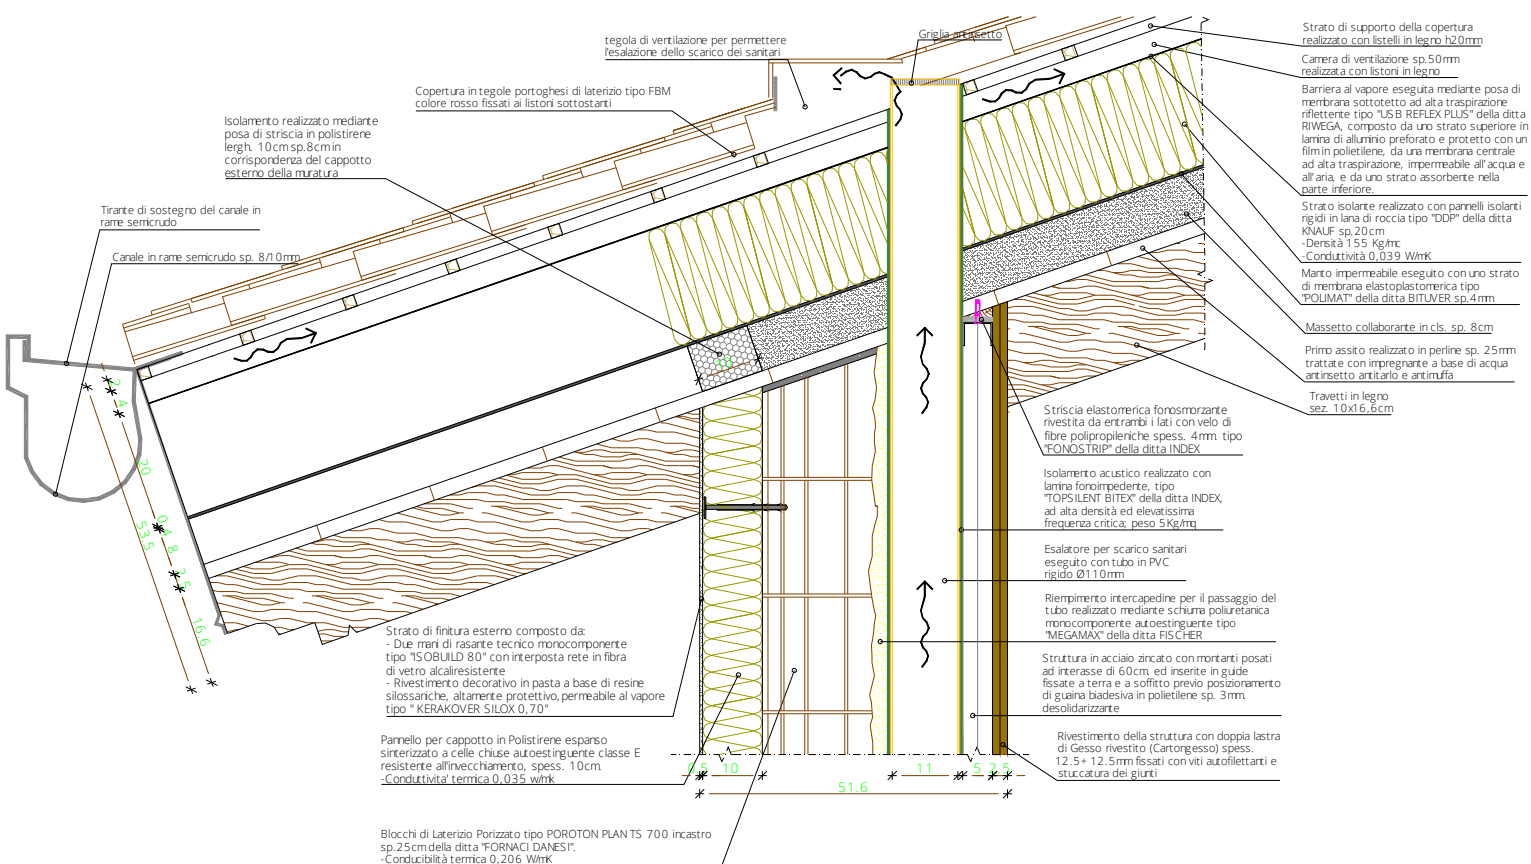 tegola di ventilazione per permettere
l'esalazione dello scarico dei sanitari
Griglia antinsetto
Copertura in tegole portoghesi di laterizio tipo FBM
colore rosso fissati ai listoni sottostanti
Isolamento realizzato mediante
posa di striscia in polistirene
lergh. 10cm sp.8cm in
corrispondenza del cappotto
esterno della muratura
Tirante di sostegno del canale in
rame semicrudo
Canale in rame semicrudo sp. 8/10mm
Strato di supporto della copertura
realizzato con listelli in legno h20mm
Camera di ventilazione sp.50mm
realizzata con listoni in legno
Barriera al vapore eseguita mediante posa di
membrana sottotetto ad alta traspirazione
riflettente tipo "USB REFLEX PLUS" della ditta
RIWEGA, composto da uno strato superiore in
lamina di alluminio preforato e protetto con un
film in polietilene, da una membrana centrale
ad alta traspirazione, impermeabile all'acqua e
all'aria, e da uno strato assorbente nella
parte inferiore.
Strato isolante realizzato con pannelli isolanti
rigidi in lana di roccia tipo "DDP" della ditta
KNAUF sp.20cm
-Densità 155 Kg/mc
-Conduttività 0,039 W/mK
Manto impermeabile eseguito con uno strato
di membrana elastoplastomerica tipo
"POLIMAT" della ditta BITUVER sp.4mm
Massetto collaborante in cls. sp. 8cm
Primo assito realizzato in perline sp. 25mm
trattate con impregnante a base di acqua
antinsetto antitarlo e antimuffa
Travetti in legno
sez. 10x16,6cm
Striscia elastomerica fonosmorzante
rivestita da entrambi i lati con velo di
fibre polipropileniche spess. 4mm. tipo
"FONOSTRIP" della ditta INDEX
Isolamento acustico realizzato con
lamina fonoimpedente, tipo
"TOPSILENT BITEX" della ditta INDEX,
ad alta densità ed elevatissima
frequenza critica; peso 5Kg/mq
Esalatore per scarico sanitari
eseguito con tubo in PVC
rigido Ø110mm
Riempimento intercapedine per il passaggio del
tubo realizzato mediante schiuma poliuretanica
monocomponente autoestinguente tipo
"MEGAMAX" della ditta FISCHER
Struttura in acciaio zincato con montanti posati
ad interasse di 60cm. ed inserite in guide
fissate a terra e a soffitto previo posizionamento
di guaina biadesiva in polietilene sp. 3mm.
desolidarizzante
Rivestimento della struttura con doppia lastra
di Gesso rivestito (Cartongesso) spess.
12.5+ 12.5mm fissati con viti autofilettanti e
stuccatura dei giunti
Strato di finitura esterno composto da:
- Due mani di rasante tecnico monocomponente
tipo "ISOBUILD 80" con interposta rete in fibra
di vetro alcaliresistente
- Rivestimento decorativo in pasta a base di resine
silossaniche, altamente protettivo, permeabile al vapore
tipo " KERAKOVER SILOX 0,70"
Pannello per cappotto in Polistirene espanso
sinterizzato a celle chiuse autoestinguente classe E
resistente all'invecchiamento, spess. 10cm.
-Conduttivita' termica 0,035 w/mk
Blocchi di Laterizio Porizzato tipo POROTON PLAN TS 700 incastro
sp.25cm della ditta "FORNACI DANESI".
-Conducibilità termica 0,206 W/mK
10
2
4
20
0.4
8
2.5
53.5
16.6
0.5
10
11
5
2.5
51.6